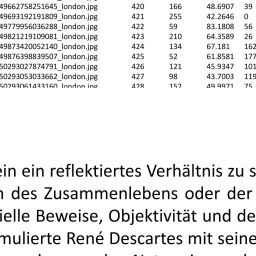 49662758251645_london.jpg 420 166 48.6907 39
49693192191809_london.jpg 421 255 42.2646 0
49779956036288_london.jpg 422 59 83.1808 56
49821219109081_london.jpg 423 210 64.3589 26
49873420052140_london.jpg 424 134 67.181 162
49876398839507_london.jpg 425 52 61.8581 177
50293027874791_london.jpg 426 121 45.9347 101
50293053033662_london.jpg 427 98 43.7003 119
50293061433160_london.jpg 428 152 49.9971 75
ein ein reflektiertes Verhältnis zu s
des Zusammenlebens oder der
ielle Beweise, Objektivität und de
mulierte René Descartes mit seine